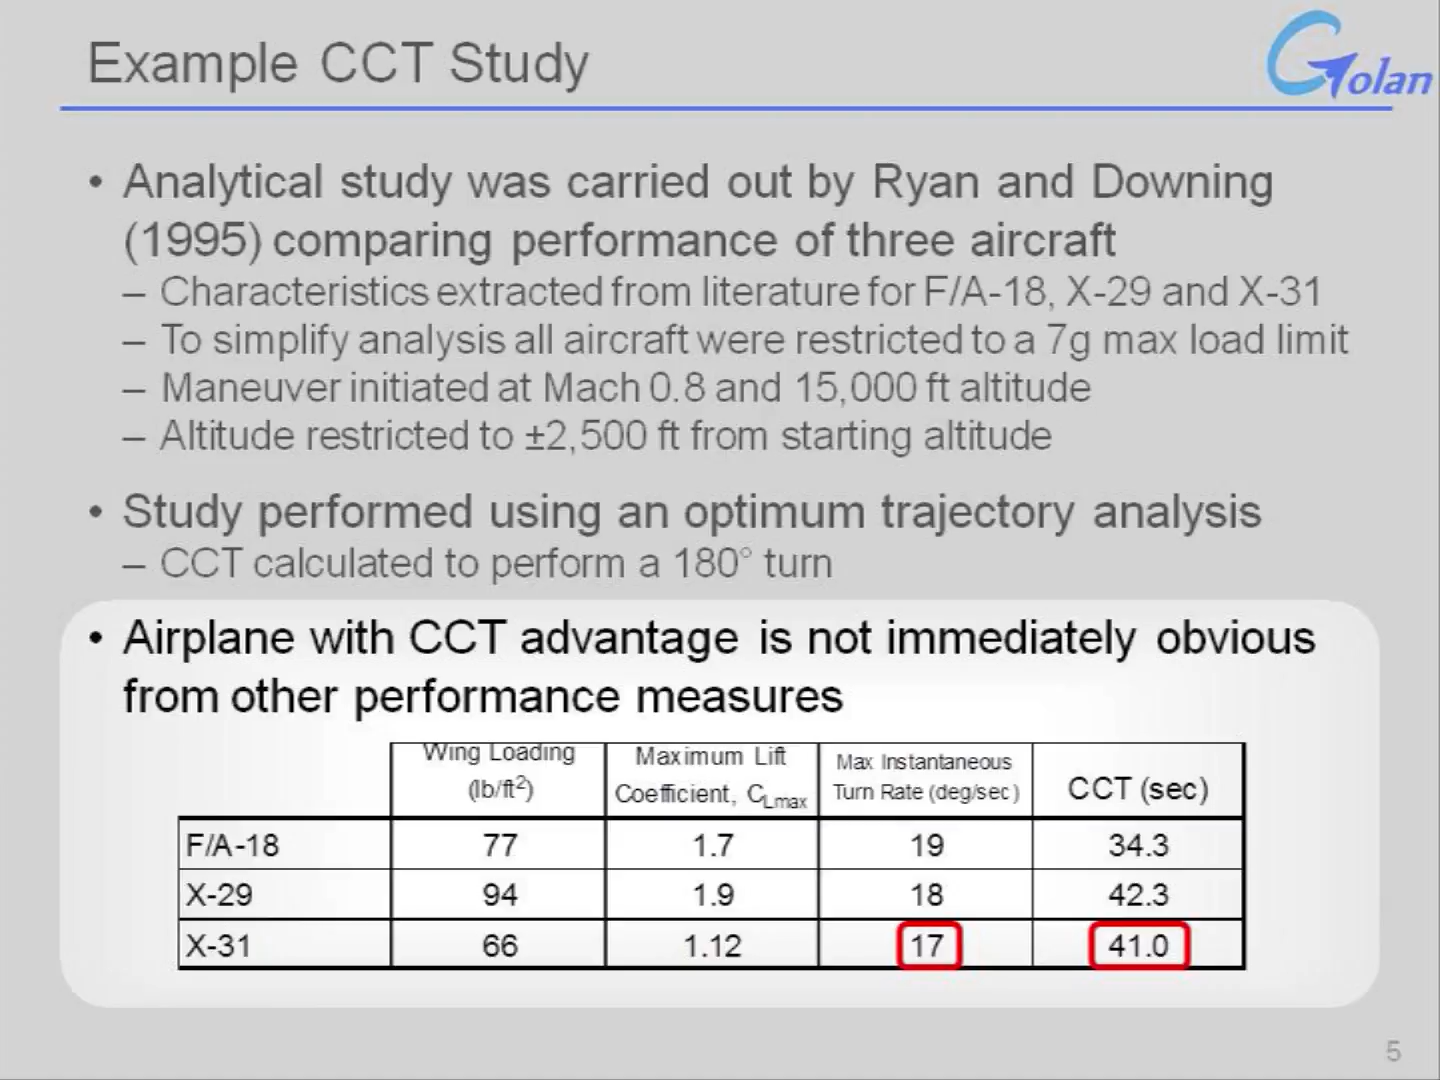 Example CCT Study
Golan
• Analytical study was carried out by Ryan and Downing
(1995) comparing performance of three aircraft
– Characteristics extracted from literature for F/A-18, X-29 and X-31
– To simplify analysis all aircraft were restricted to a 7g max load limit
– Maneuver initiated at Mach 0.8 and 15,000 ft altitude
– Altitude restricted to ±2,500 ft from starting altitude
• Study performed using an optimum trajectory analysis
– CCT calculated to perform a 180° turn
• Airplane with CCT advantage is not immediately obvious
from other performance measures
Wing Loading
(lb/ft²)
Maximum Lift
Coefficient, CLmax
Max Instantaneous
Turn Rate (deg/sec)
CCT (sec)
F/A-18 77 1.7 19 34.3
X-29 94 1.9 18 42.3
X-31 66 1.12 17 41.0
5